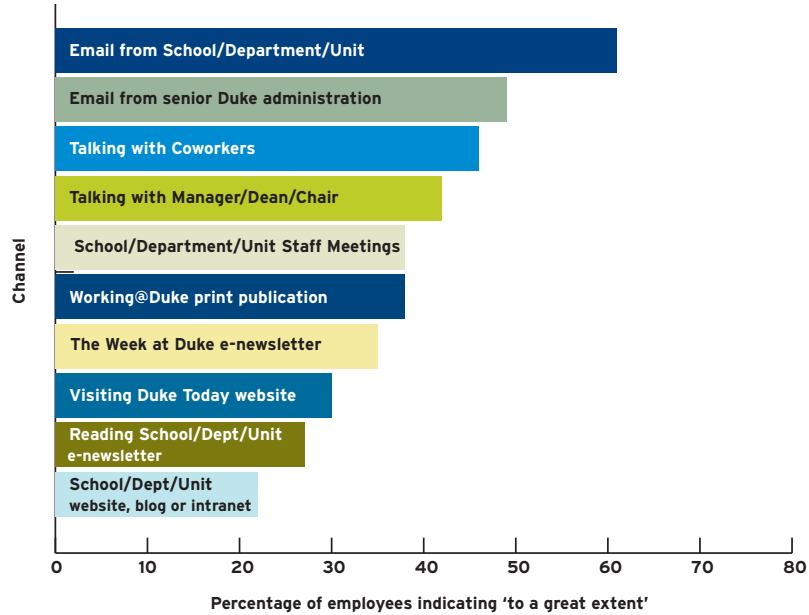 Email from School/Department/Unit
Email from senior Duke administration
Talking with Coworkers
Talking with Manager/Dean/Chair
School/Department/Unit Staff Meetings
Working@Duke print publication
The Week at Duke e-newsletter
Visiting Duke Today website
Reading School/Dept/Unit
e-newsletter
School/Dept/Unit
website, blog or intranet
Channel
0 10 20 30 40 50 60 70 80
Percentage of employees indicating ‘to a great extent’